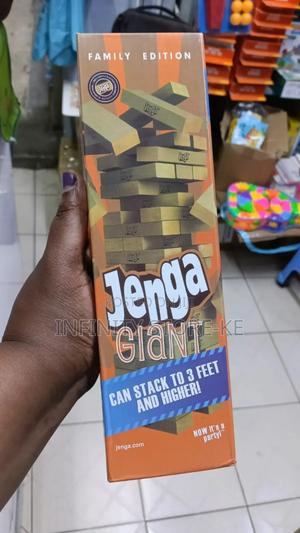 FAMILY EDITION
Jenga
GIANT
CAN STACK TO 3 FEET
AND HIGHER!
jenga.com
NOW it's a
party!